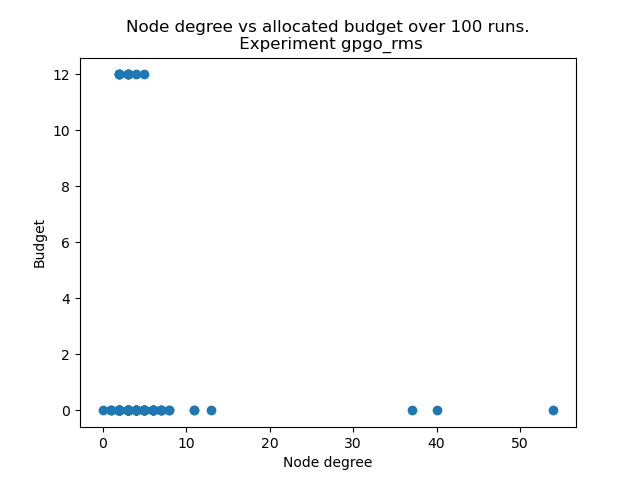 Node degree vs allocated budget over 100 runs.
Experiment gpgo_rms
12
10
8
6
4
2
0
Budget
0 10 20 30 40 50
Node degree